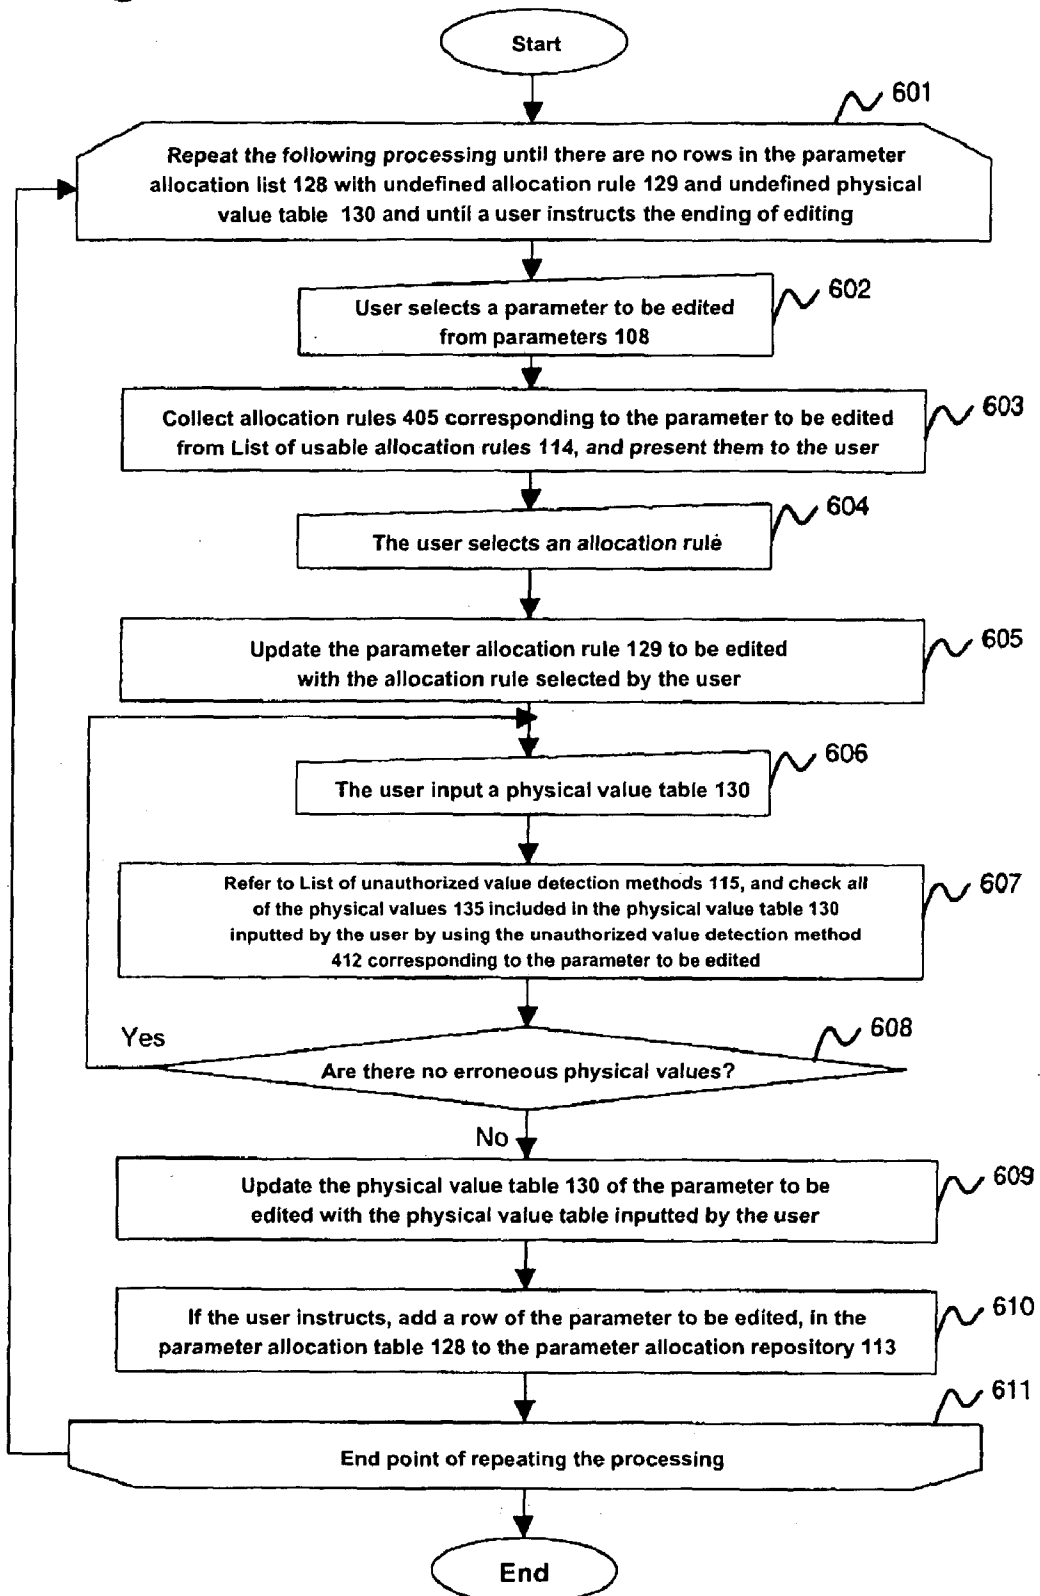 Start
601
Repeat the following processing until there are no rows in the parameter
allocation list 128 with undefined allocation rule 129 and undefined physical
value table 130 and until a user instructs the ending of editing
602
User selects a parameter to be edited
from parameters 108
603
Collect allocation rules 405 corresponding to the parameter to be edited
from List of usable allocation rules 114, and present them to the user
604
The user selects an allocation rule
605
Update the parameter allocation rule 129 to be edited
with the allocation rule selected by the user
606
The user input a physical value table 130
607
Refer to List of unauthorized value detection methods 115, and check all
of the physical values 135 included in the physical value table 130
inputted by the user by using the unauthorized value detection method
412 corresponding to the parameter to be edited
608
Yes
Are there no erroneous physical values?
No
609
Update the physical value table 130 of the parameter to be
edited with the physical value table inputted by the user
610
If the user instructs, add a row of the parameter to be edited, in the
parameter allocation table 128 to the parameter allocation repository 113
611
End point of repeating the processing
End